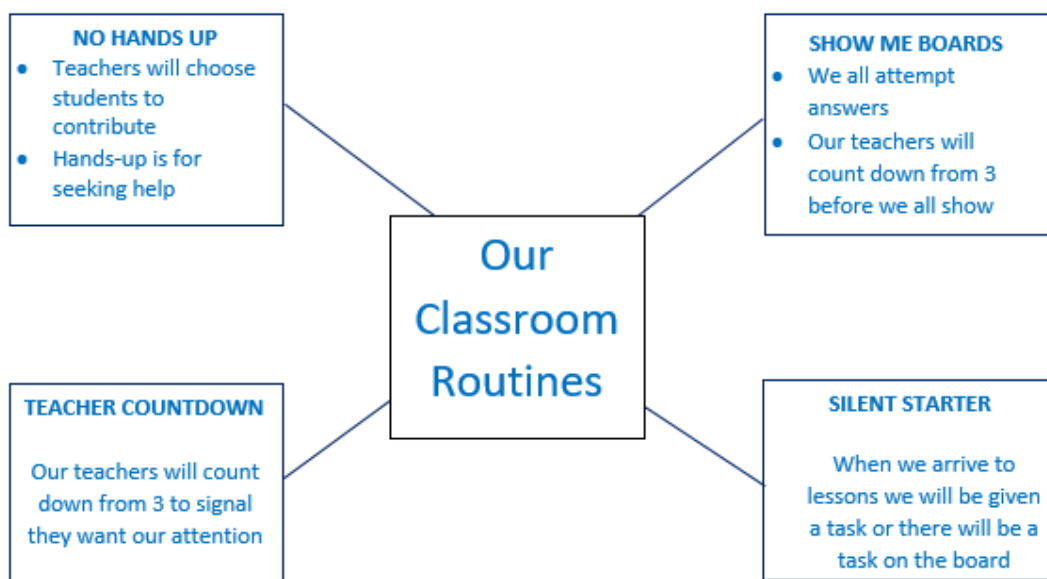 NO HANDS UP
● Teachers will choose
students to
contribute
● Hands-up is for
seeking help
SHOW ME BOARDS
● We all attempt
answers
● Our teachers will
count down from 3
before we all show
Our
Classroom
Routines
TEACHER COUNTDOWN
Our teachers will count
down from 3 to signal
they want our attention
SILENT STARTER
When we arrive to
lessons we will be given
a task or there will be a
task on the board